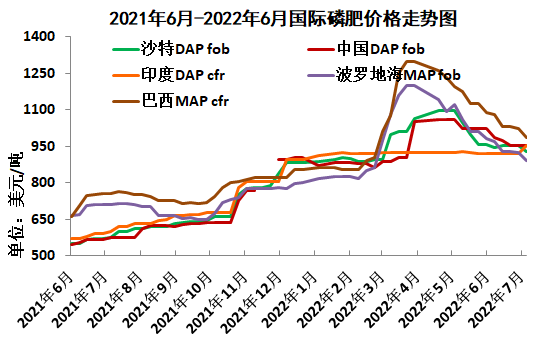 2021年6月-2022年6月国际磷肥价格走势图
单位：美元/吨
1400
1250
1100
950
800
650
500
沙特DAP fob
中国DAP fob
印度DAP cfr
波罗地海MAP fob
巴西MAP cfr
2021年6月
2021年7月
2021年8月
2021年9月
2021年10月
2021年11月
2021年12月
2022年1月
2022年2月
2022年3月
2022年4月
2022年5月
2022年6月
2022年7月